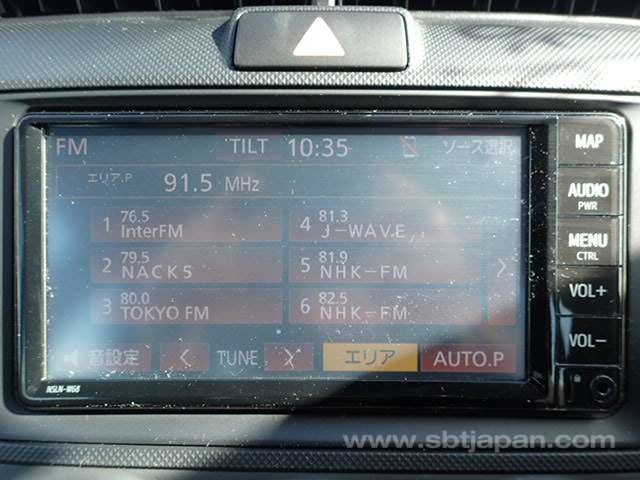 FM TILT 10:35 ソース選択 MAP
エリア.P 91.5 MHz AUDIO PWR
1 76.5 InterFM 4 81.3 J-WAVE
MENU CTRL
2 79.5 NACK5 5 81.9 NHK-FM
VOL+
3 80.0 TOKYO FM 6 82.5 NHK-FM
VOL-
音設定 < TUNE > エリア AUTO.P
NSLN-W68
www.sbtjapan.com